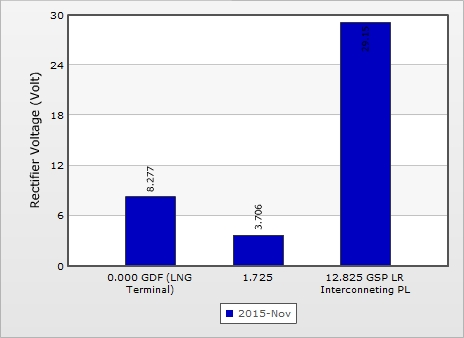 30
24
18
12
6
0
Rectifier Voltage (Volt)
8.277
3.706
0.000 GDF (LNG
Terminal)
1.725
12.825 GSP LR
Interconneting PL
2015-Nov